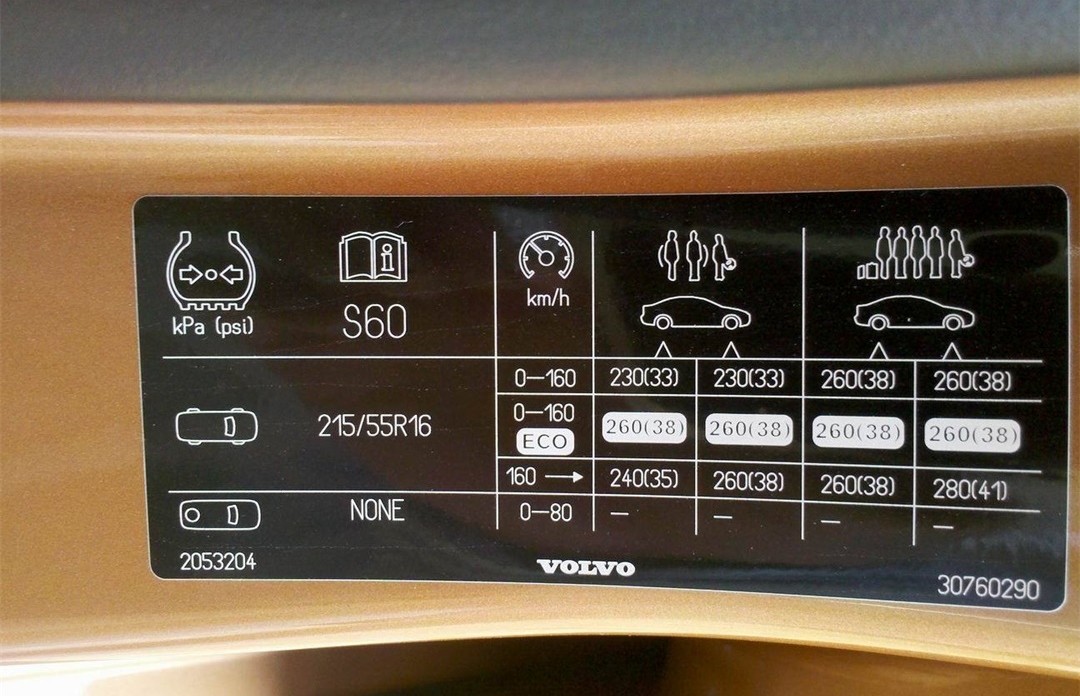 km/h
kPa (psi)
S60
0—160 230(33) 230(33) 260(38) 260(38)
0—160
ECO 260(38) 260(38) 260(38) 260(38)
215/55R16
160 → 240(35) 260(38) 260(38) 280(41)
NONE 0—80 — — — —
2053204
VOLVO
30760290